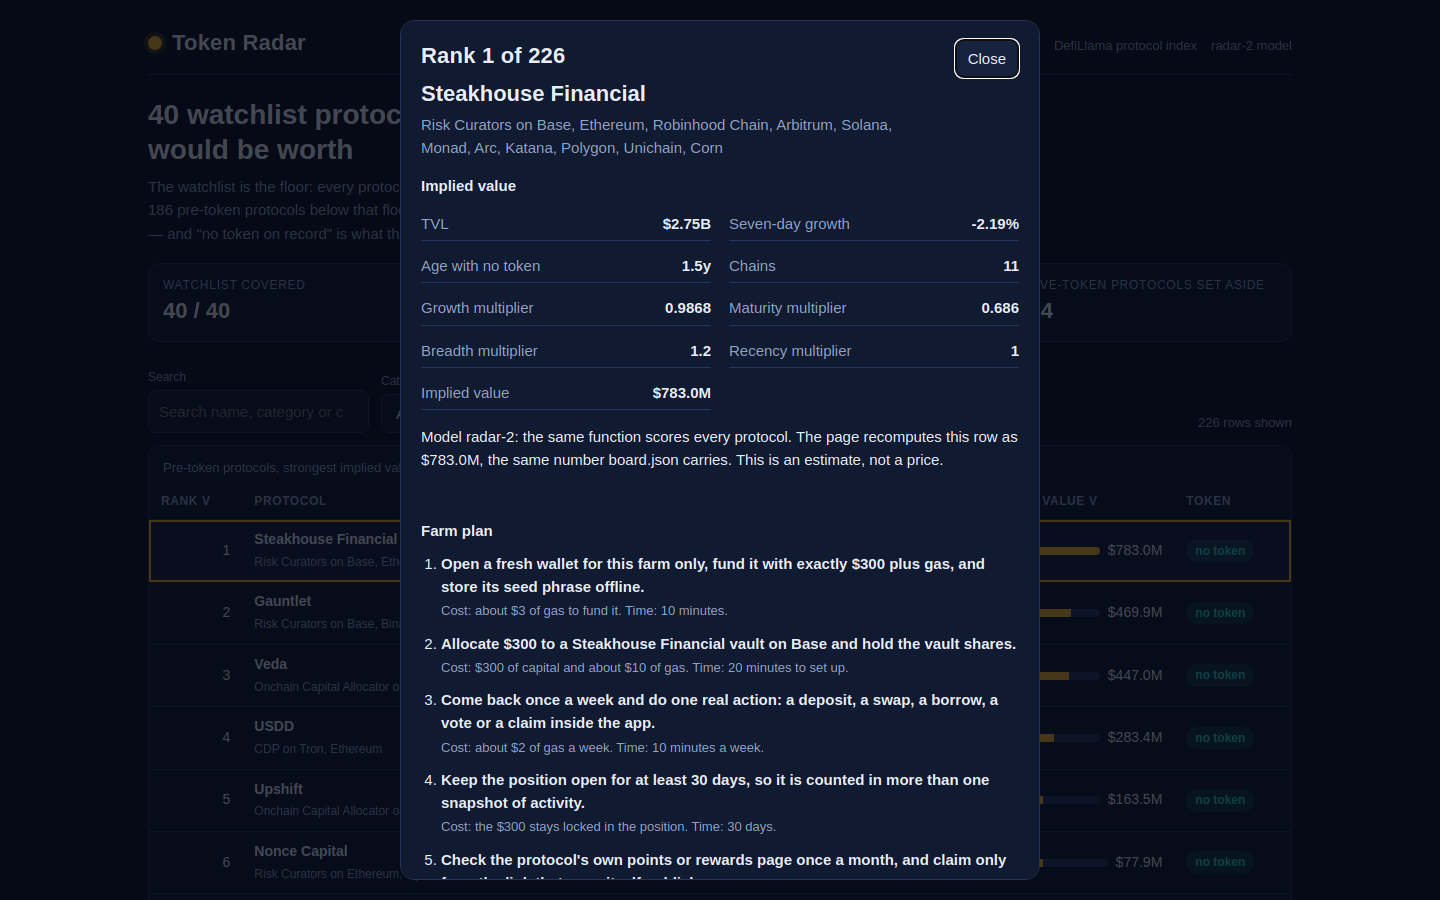 Token Radar
DefiLlama protocol index radar-2 model
40 watchlist protoc
would be worth
The watchlist is the floor: every protoc
186 pre-token protocols below that floo
— and "no token on record" is what th
WATCHLIST COVERED
40 / 40
VE-TOKEN PROTOCOLS SET ASIDE
4
Search
Cat
Search name, category or c
226 rows shown
Pre-token protocols, strongest implied val
RANK V PROTOCOL VALUE V TOKEN
1 Steakhouse Financial $783.0M no token
Risk Curators on Base, Eth
2 Gauntlet $469.9M no token
Risk Curators on Base, Bin
3 Veda $447.0M no token
Onchain Capital Allocator o
4 USDD $283.4M no token
CDP on Tron, Ethereum
5 Upshift $163.5M no token
Onchain Capital Allocator o
6 Nonce Capital $77.9M no token
Risk Curators on Ethereum,
Rank 1 of 226
Close
Steakhouse Financial
Risk Curators on Base, Ethereum, Robinhood Chain, Arbitrum, Solana,
Monad, Arc, Katana, Polygon, Unichain, Corn
Implied value
TVL $2.75B Seven-day growth -2.19%
Age with no token 1.5y Chains 11
Growth multiplier 0.9868 Maturity multiplier 0.686
Breadth multiplier 1.2 Recency multiplier 1
Implied value $783.0M
Model radar-2: the same function scores every protocol. The page recomputes this row as
$783.0M, the same number board.json carries. This is an estimate, not a price.
Farm plan
1. Open a fresh wallet for this farm only, fund it with exactly $300 plus gas, and
store its seed phrase offline.
Cost: about $3 of gas to fund it. Time: 10 minutes.
2. Allocate $300 to a Steakhouse Financial vault on Base and hold the vault shares.
Cost: $300 of capital and about $10 of gas. Time: 20 minutes to set up.
3. Come back once a week and do one real action: a deposit, a swap, a borrow, a
vote or a claim inside the app.
Cost: about $2 of gas a week. Time: 10 minutes a week.
4. Keep the position open for at least 30 days, so it is counted in more than one
snapshot of activity.
Cost: the $300 stays locked in the position. Time: 30 days.
5. Check the protocol's own points or rewards page once a month, and claim only